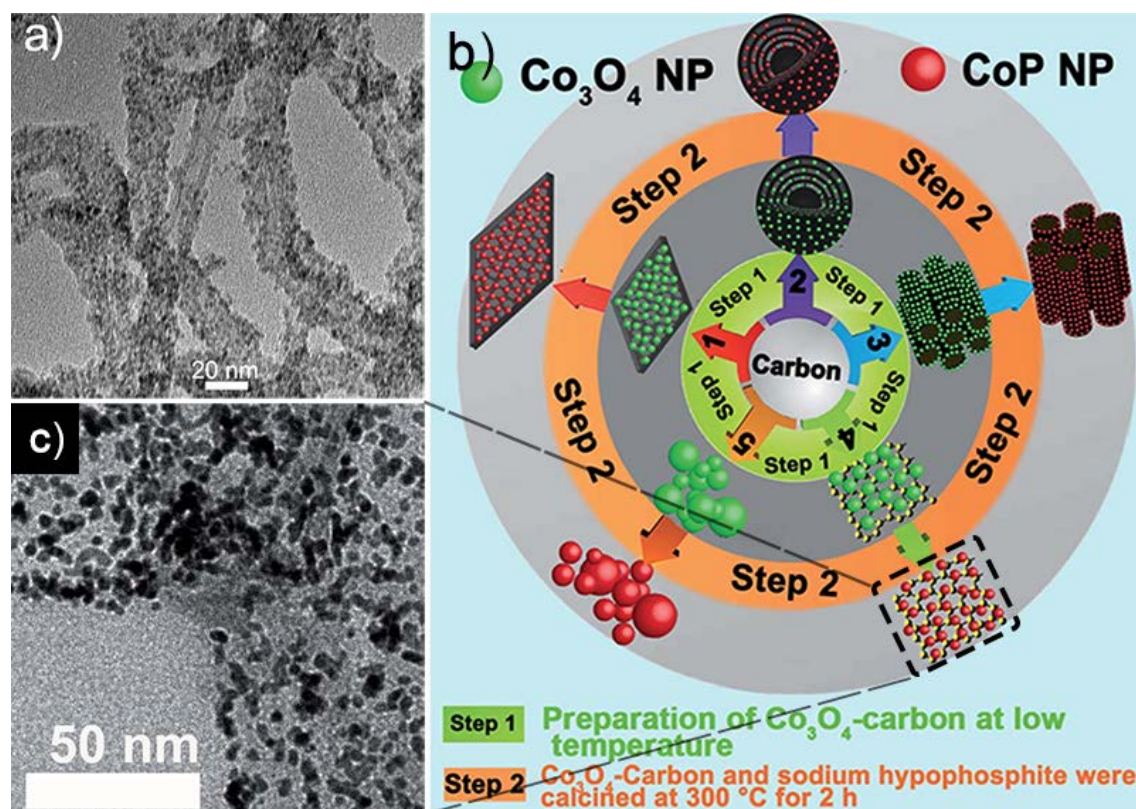 a)
20 nm
b)
Co₃O₄ NP
CoP NP
Step 2
Step 2
Step 2
Step 2
Step 2
Step 1
Step 1
Step 1
Step 1
Step 1
1
2
3
4
5
Carbon
c)
50 nm
Step 1
Preparation of Co₃O₄-carbon at low
temperature
Step 2
Co₃O₄-Carbon and sodium hypophosphite were
calcined at 300 °C for 2 h